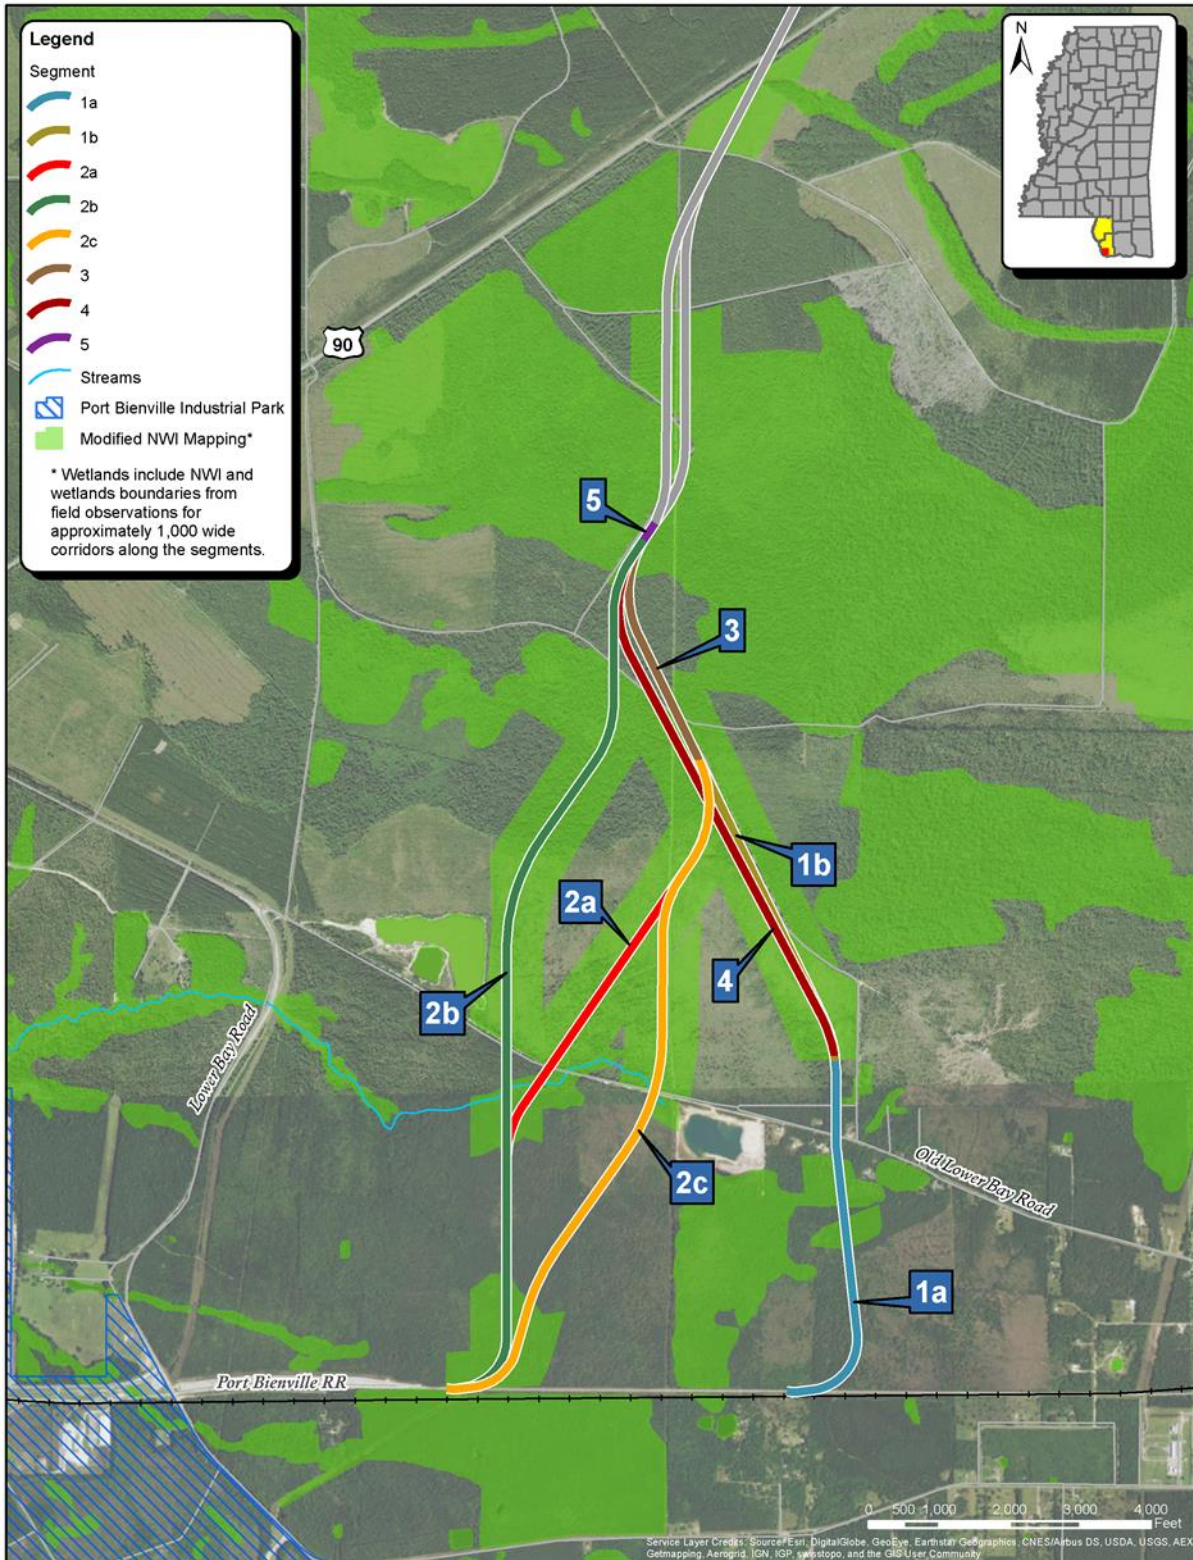 Legend
Segment
1a
1b
2a
2b
2c
3
4
5
Streams
Port Bienville Industrial Park
Modified NWI Mapping*
* Wetlands include NWI and
wetlands boundaries from
field observations for
approximately 1,000 wide
corridors along the segments.
N
90
5
3
1b
2a
4
2b
Lower Bay Road
2c
Old Lower Bay Road
1a
Port Bienville RR
0 500 1,000 2,000 3,000 4,000
Feet
Service Layer Credits: Source: Esri, DigitalGlobe, GeoEye, Earthstar Geographics, CNES/Airbus DS, USDA, USGS, AEX,
Getmapping, Aerogrid, IGN, IGP, swisstopo, and the GIS User Community